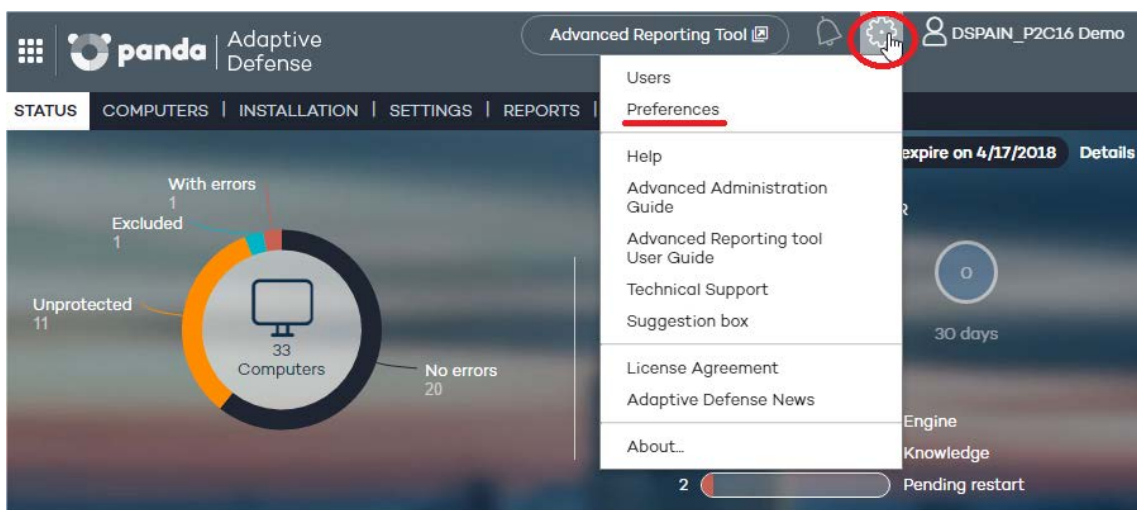 panda
Adaptive
Defense
Advanced Reporting Tool
DSPAIN_P2C16 Demo
STATUS
COMPUTERS
INSTALLATION
SETTINGS
REPORTS
Users
Preferences
Help
Advanced Administration
Guide
Advanced Reporting tool
User Guide
Technical Support
Suggestion box
License Agreement
Adaptive Defense News
About...
expire on 4/17/2018
Details
With errors
1
Excluded
1
Unprotected
11
33
Computers
No errors
20
0
30 days
Engine
Knowledge
2
Pending restart